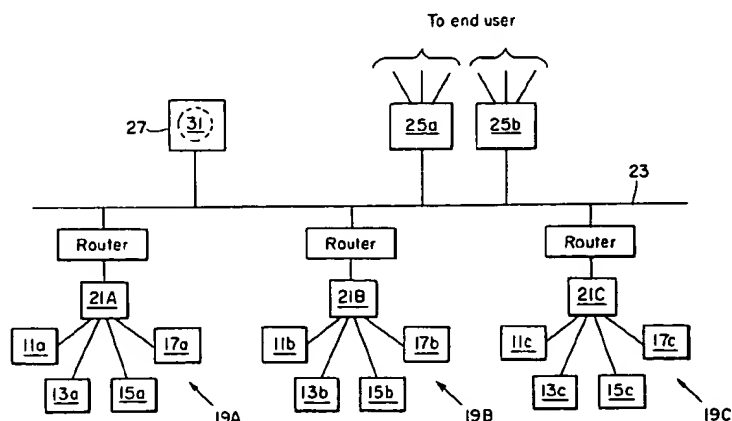 To end user
27
31
25a
25b
23
Router
Router
Router
21A
21B
21C
11a
17a
11b
17b
11c
17c
13a
15a
13b
15b
13c
15c
19A
19B
19C